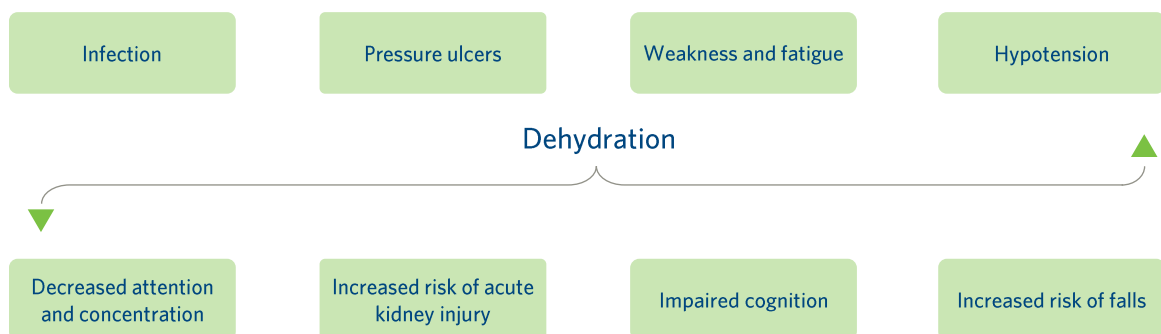 Infection
Pressure ulcers
Weakness and fatigue
Hypotension
Dehydration
Decreased attention
and concentration
Increased risk of acute
kidney injury
Impaired cognition
Increased risk of falls